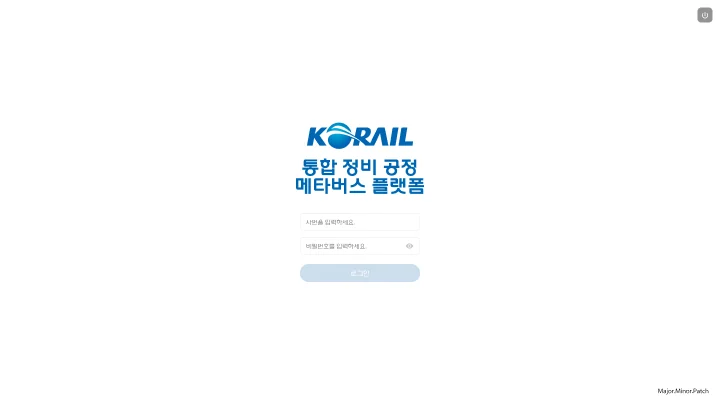 KORAIL
통합 정비 공정
메타버스 플랫폼
사번을 입력하세요.
비밀번호를 입력하세요.
로그인
Major.Minor.Patch